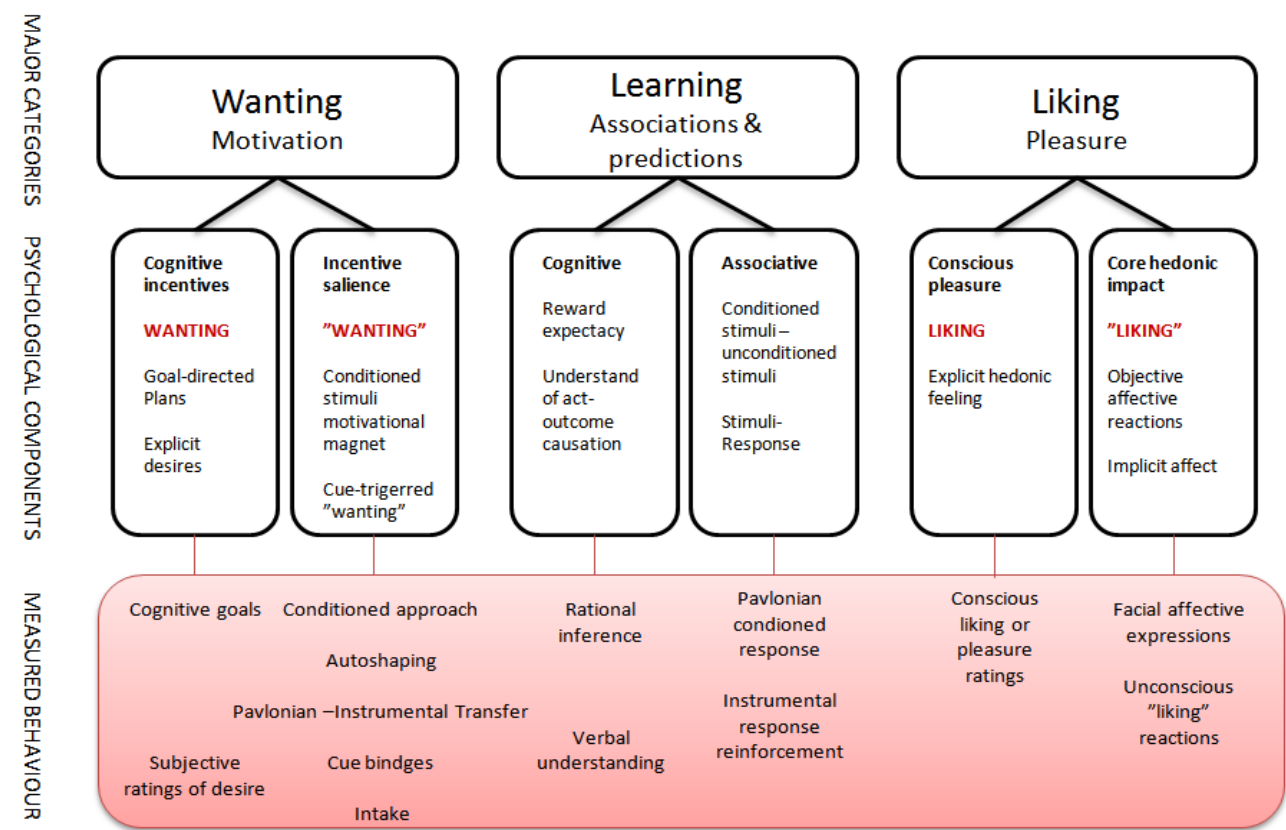 MAJOR CATEGORIES
Wanting
Motivation
Learning
Associations &
predictions
Liking
Pleasure
PSYCHOLOGICAL COMPONENTS
Cognitive
incentives
WANTING
Goal-directed
Plans
Explicit
desires
Incentive
salience
”WANTING”
Conditioned
stimuli
motivational
magnet
Cue-trigerred
”wanting”
Cognitive
Reward
expectacy
Understand
of act-
outcome
causation
Associative
Conditioned
stimuli –
unconditioned
stimuli
Stimuli-
Response
Conscious
pleasure
LIKING
Explicit hedonic
feeling
Core hedonic
impact
”LIKING”
Objective
affective
reactions
Implicit affect
MEASURED BEHAVIOUR
Cognitive goals
Subjective
ratings of desire
Conditioned approach
Autoshaping
Pavlonian –Instrumental Transfer
Cue bindges
Intake
Rational
inference
Verbal
understanding
Pavlonian
condioned
response
Instrumental
response
reinforcement
Conscious
liking or
pleasure
ratings
Facial affective
expressions
Unconscious
”liking”
reactions